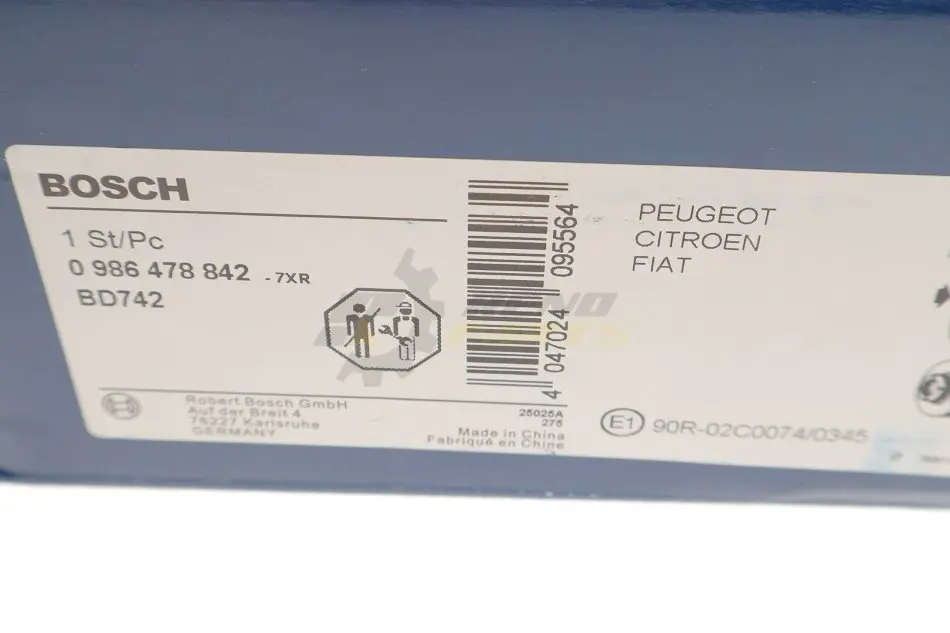 BOSCH
1 St/Pc
0 986 478 842 - 7XR
BD742
Robert Bosch GmbH
Auf der Breit 4
76227 Karlsruhe
GERMANY
25025A
276
Made in China
Fabriqué en Chine
4 047024 095564
PEUGEOT
CITROEN
FIAT
E1 90R-02C0074/0345